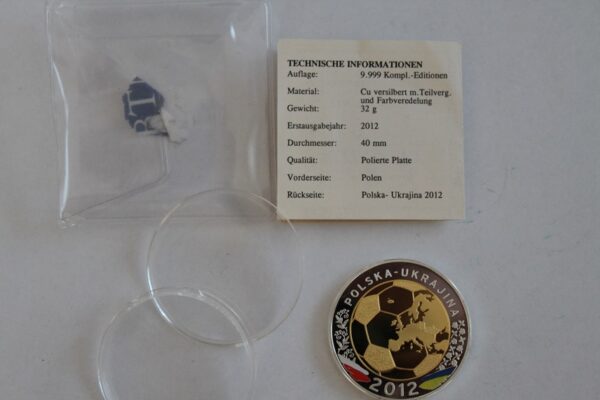 TECHNISCHE INFORMATIONEN
Auflage: 9.999 Kompl.-Editionen
Material: Cu versilbert m.Teilverg.
und Farbveredelung
Gewicht: 32 g
Erstausgabejahr: 2012
Durchmesser: 40 mm
Qualität: Polierte Platte
Vorderseite: Polen
Rückseite: Polska- Ukrajina 2012
POLSKA-UKRAJINA
2012